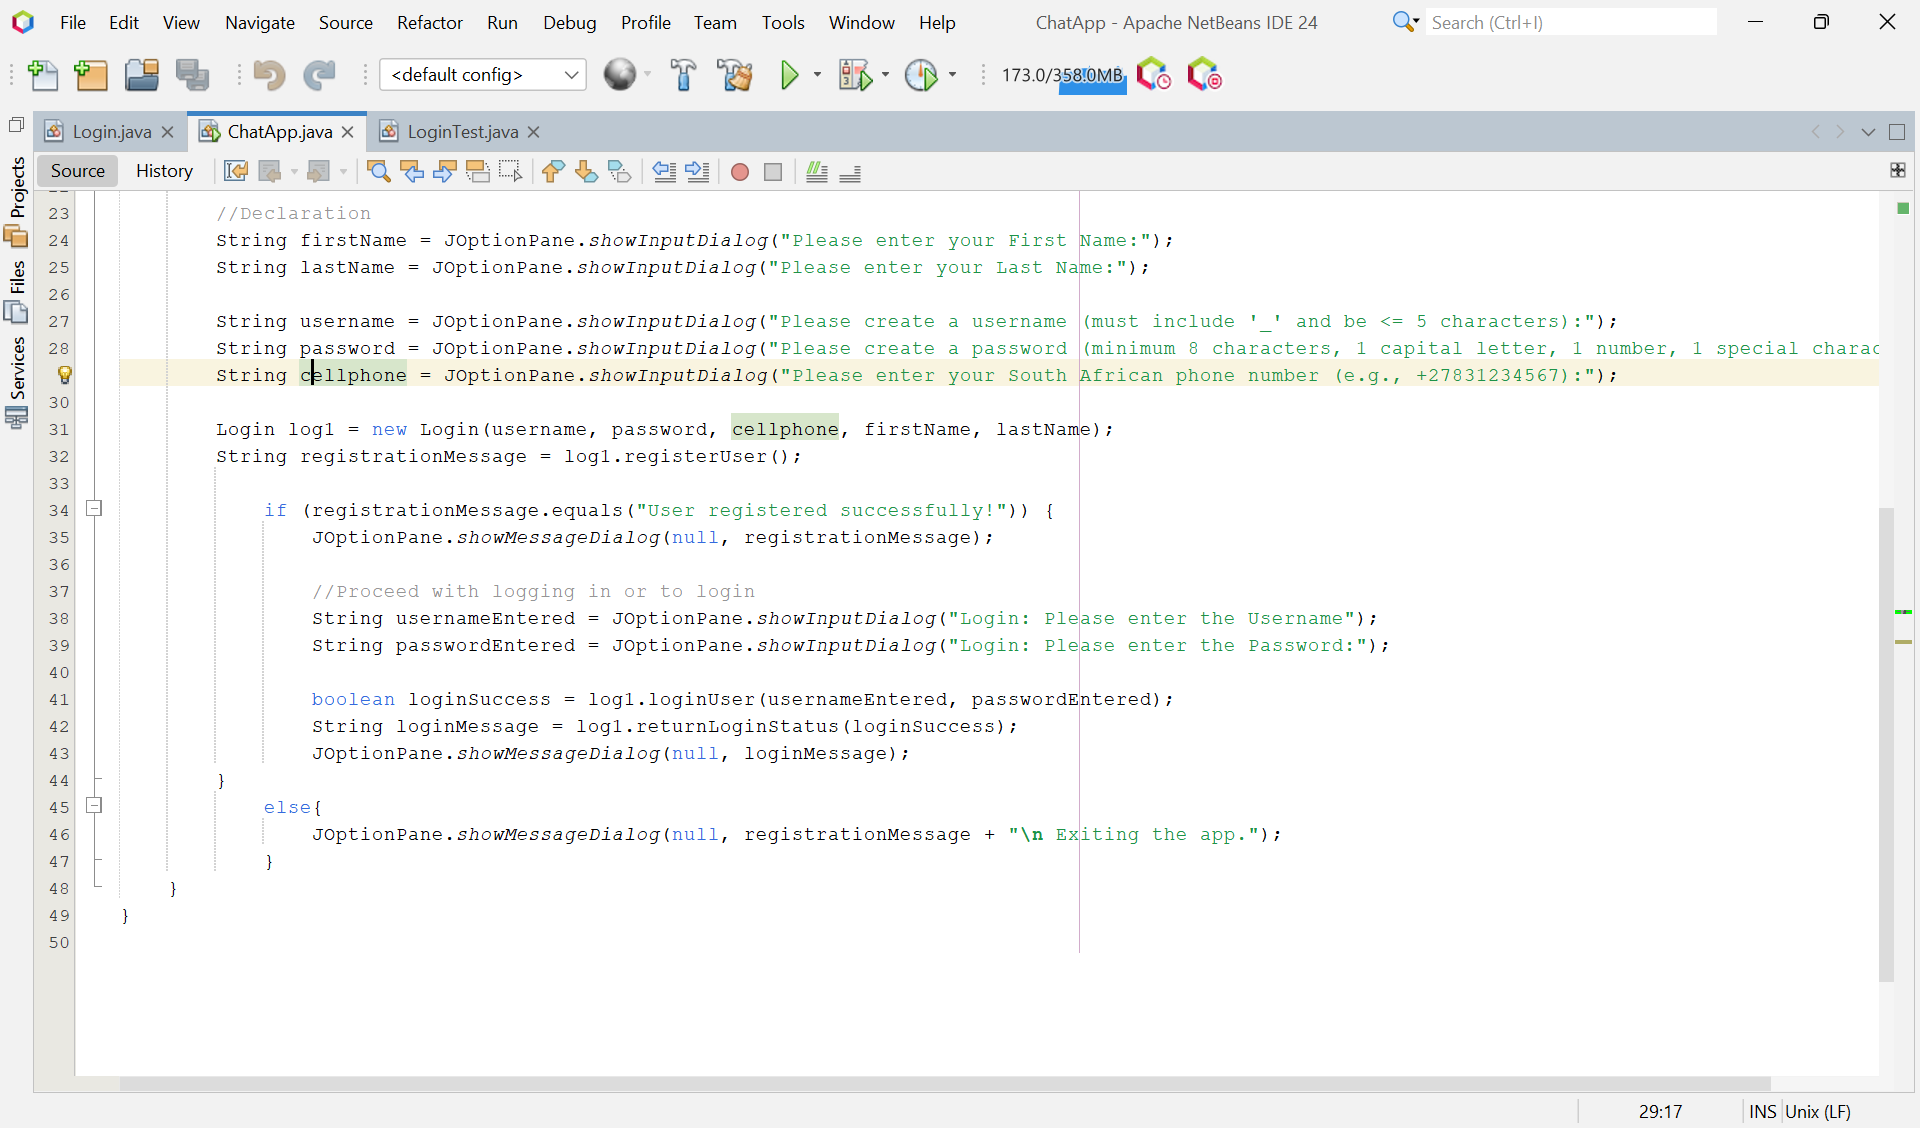 File Edit View Navigate Source Refactor Run Debug Profile Team Tools Window Help ChatApp - Apache NetBeans IDE 24 Search (Ctrl+I)
<default config> 173.0/358.0MB
Login.java ChatApp.java LoginTest.java
Source History
Projects
Files
Services
23 //Declaration
24 String firstName = JOptionPane.showInputDialog("Please enter your First Name:");
25 String lastName = JOptionPane.showInputDialog("Please enter your Last Name:");
26
27 String username = JOptionPane.showInputDialog("Please create a username (must include '_' and be <= 5 characters):");
28 String password = JOptionPane.showInputDialog("Please create a password (minimum 8 characters, 1 capital letter, 1 number, 1 special charac
String cellphone = JOptionPane.showInputDialog("Please enter your South African phone number (e.g., +27831234567):");
30
31 Login log1 = new Login(username, password, cellphone, firstName, lastName);
32 String registrationMessage = log1.registerUser();
33
34 if (registrationMessage.equals("User registered successfully!")) {
35 JOptionPane.showMessageDialog(null, registrationMessage);
36
37 //Proceed with logging in or to login
38 String usernameEntered = JOptionPane.showInputDialog("Login: Please enter the Username");
39 String passwordEntered = JOptionPane.showInputDialog("Login: Please enter the Password:");
40
41 boolean loginSuccess = log1.loginUser(usernameEntered, passwordEntered);
42 String loginMessage = log1.returnLoginStatus(loginSuccess);
43 JOptionPane.showMessageDialog(null, loginMessage);
44 }
45 else{
46 JOptionPane.showMessageDialog(null, registrationMessage + "\n Exiting the app.");
47 }
48 }
49 }
50
29:17 INS Unix (LF)